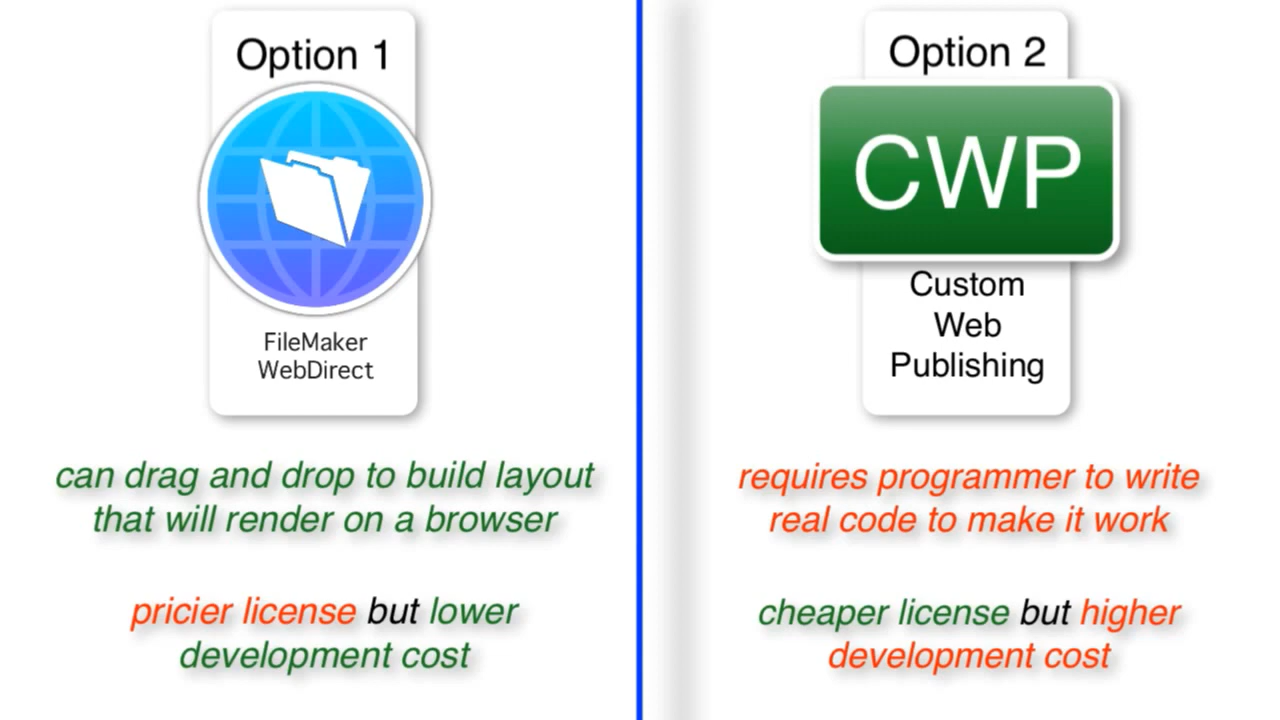 Option 1
FileMaker
WebDirect
can drag and drop to build layout
that will render on a browser
pricier license but lower
development cost
Option 2
CWP
Custom
Web
Publishing
requires programmer to write
real code to make it work
cheaper license but higher
development cost